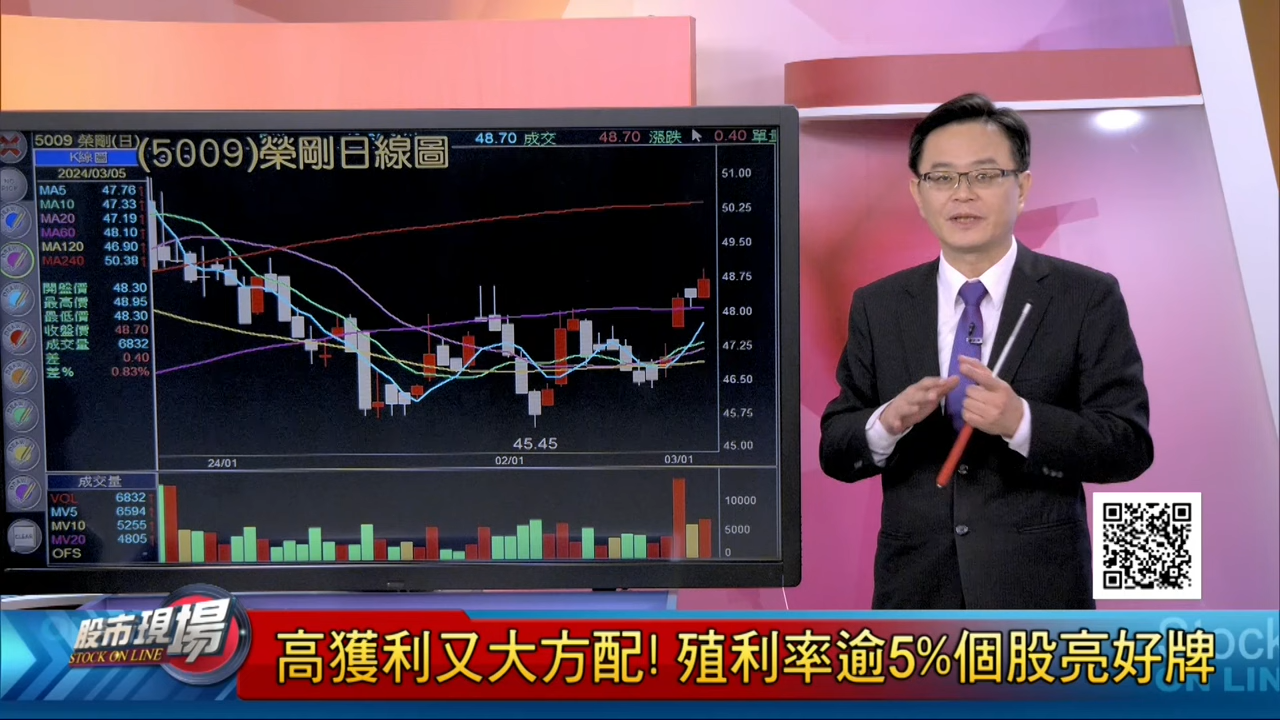 5009 榮剛(日)
(5009)榮剛日線圖
48.70 成交 48.70 漲跌 0.40 單量
K線圖
2024/03/05
MA5 47.76
MA10 47.33
MA20 47.19
MA60 48.10
MA120 46.90
MA240 50.38
開盤價 48.30
最高價 48.95
最低價 48.30
收盤價 48.70
成交量 6832
差 0.40
差% 0.83%
51.00
50.25
49.50
48.75
48.00
47.25
46.50
45.75
45.00
45.45
24/01 02/01 03/01
成交量
VOL 6832
MV5 6594
MV10 5255
MV20 4805
OFS
10000
5000
0
CLEAR
股市現場
STOCK ON LINE
高獲利又大方配! 殖利率逾5%個股亮好牌
Stock
ON LIN